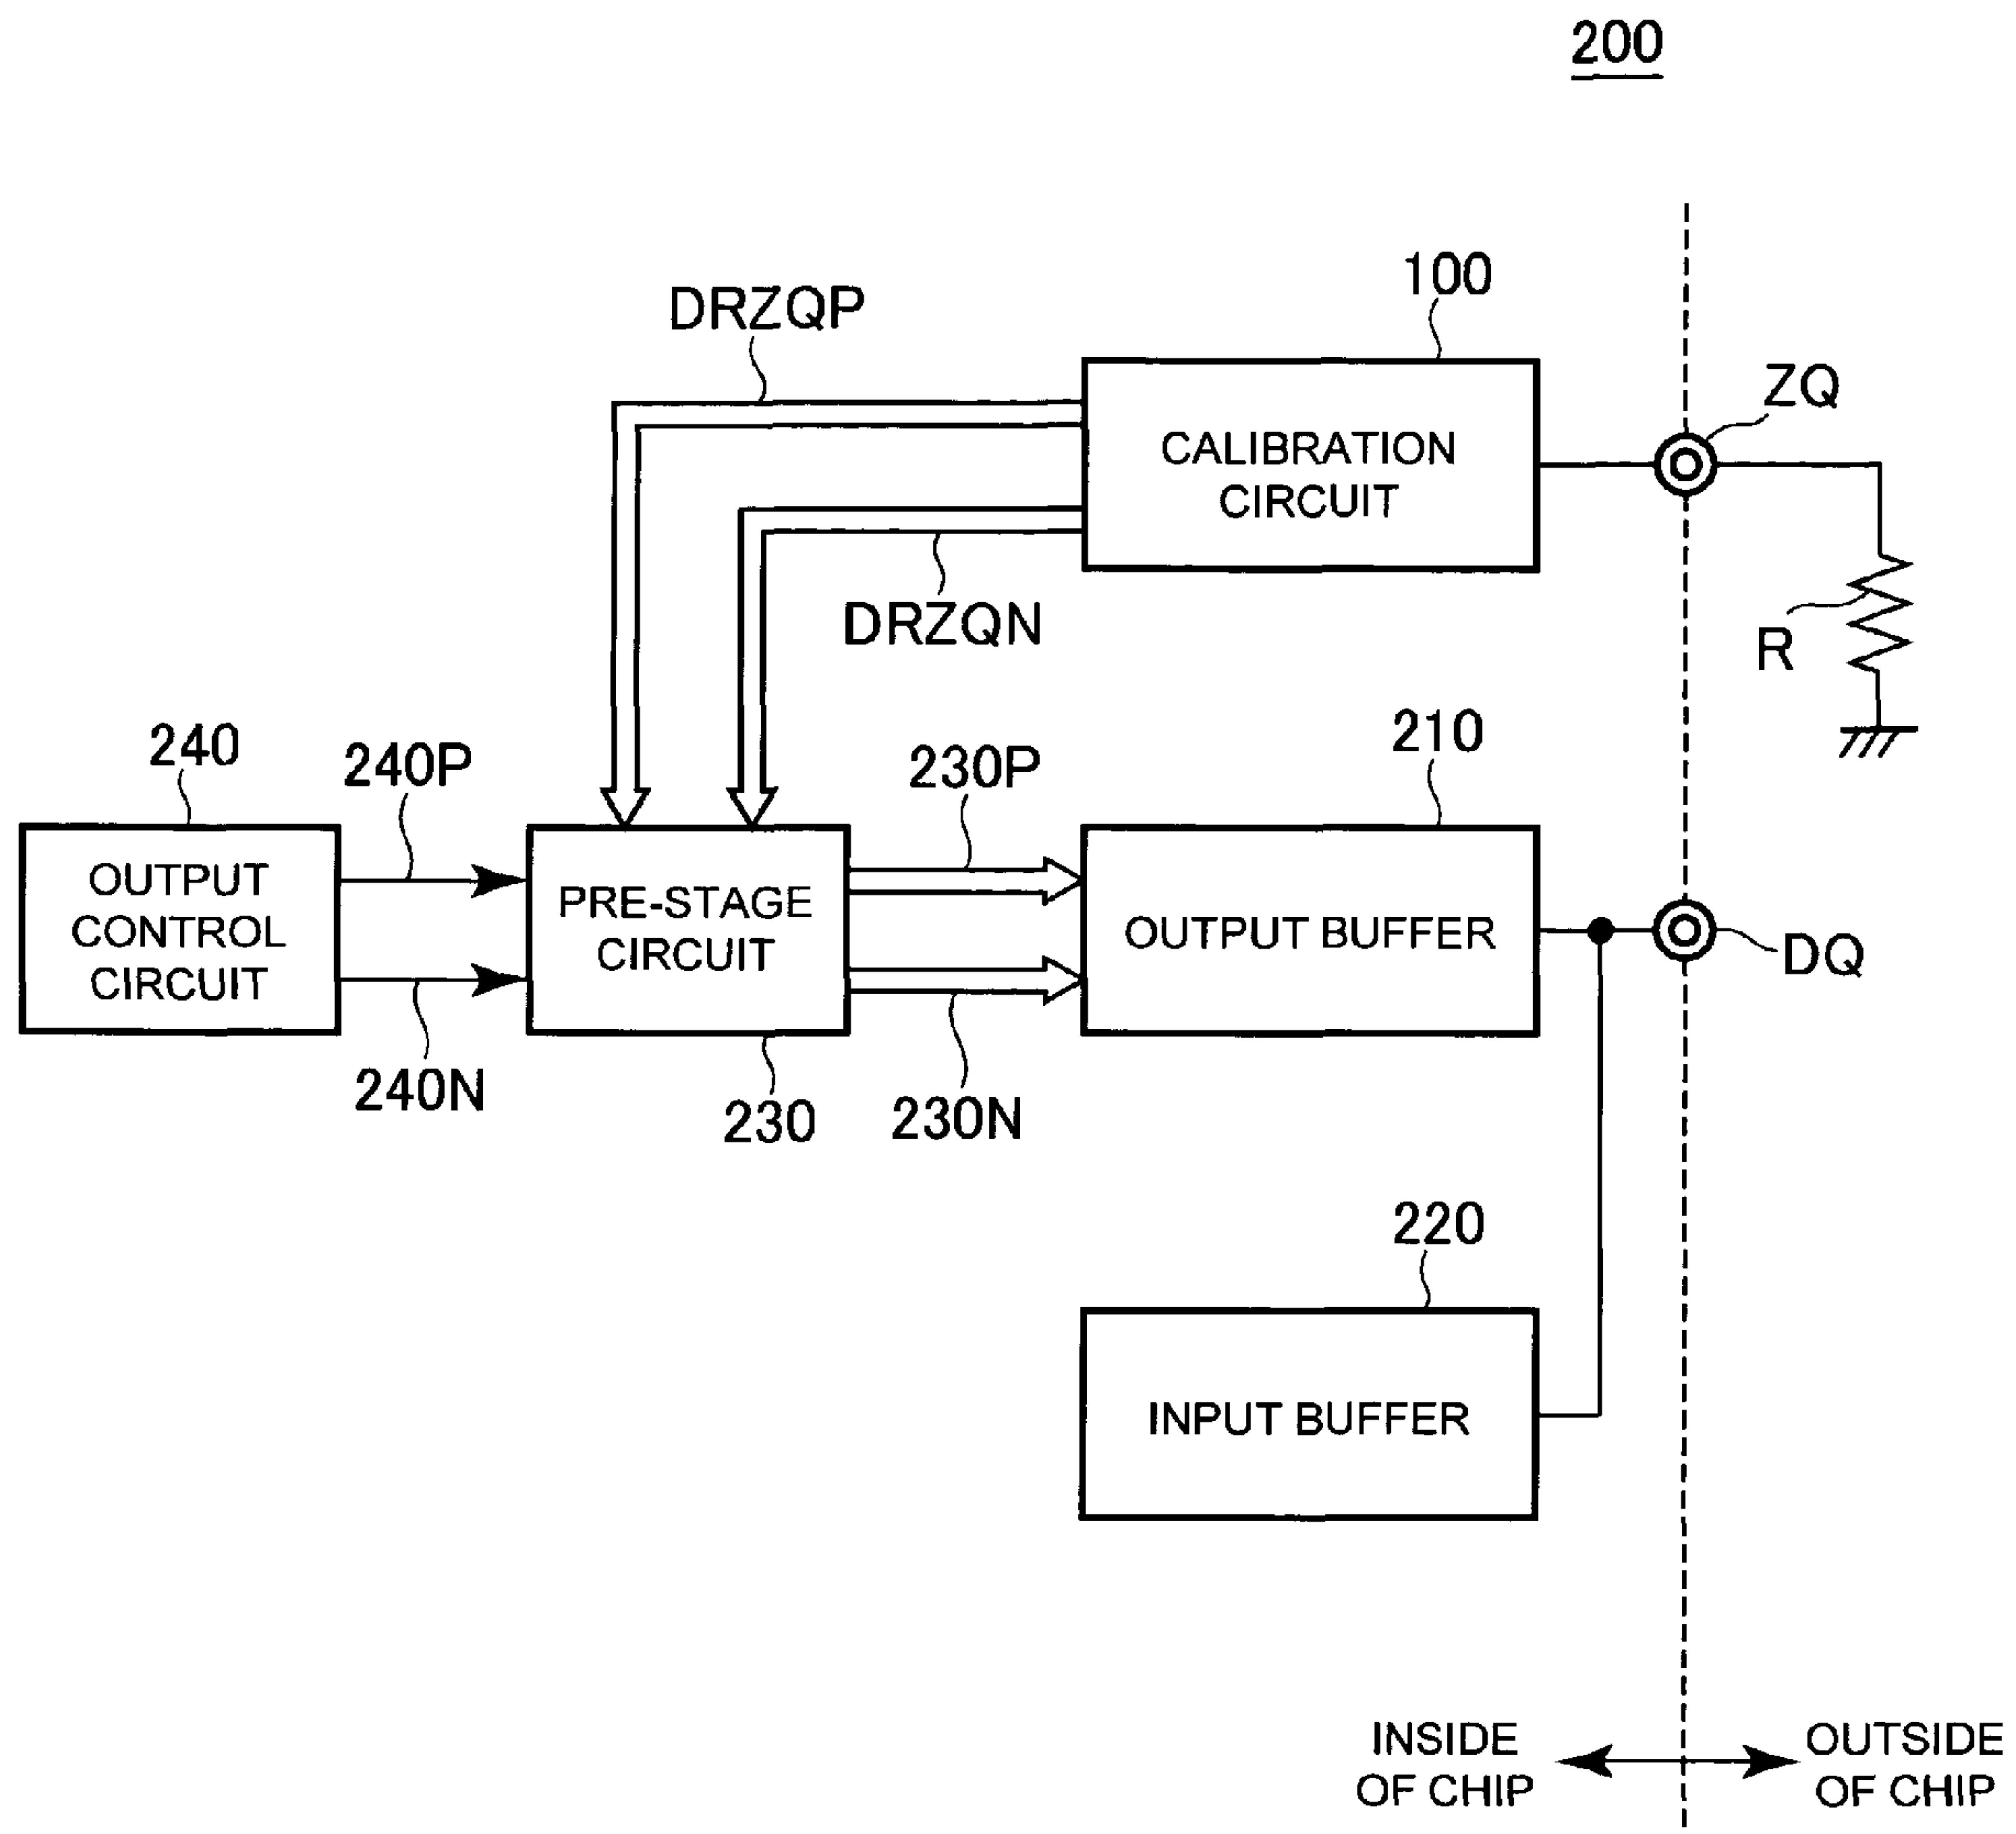 200
100
DRZQP
ZQ
CALIBRATION
CIRCUIT
DRZQN
R
240
240P
230P
210
OUTPUT
CONTROL
CIRCUIT
PRE-STAGE
CIRCUIT
OUTPUT BUFFER
DQ
240N
230
230N
220
INPUT BUFFER
INSIDE
OF CHIP
OUTSIDE
OF CHIP